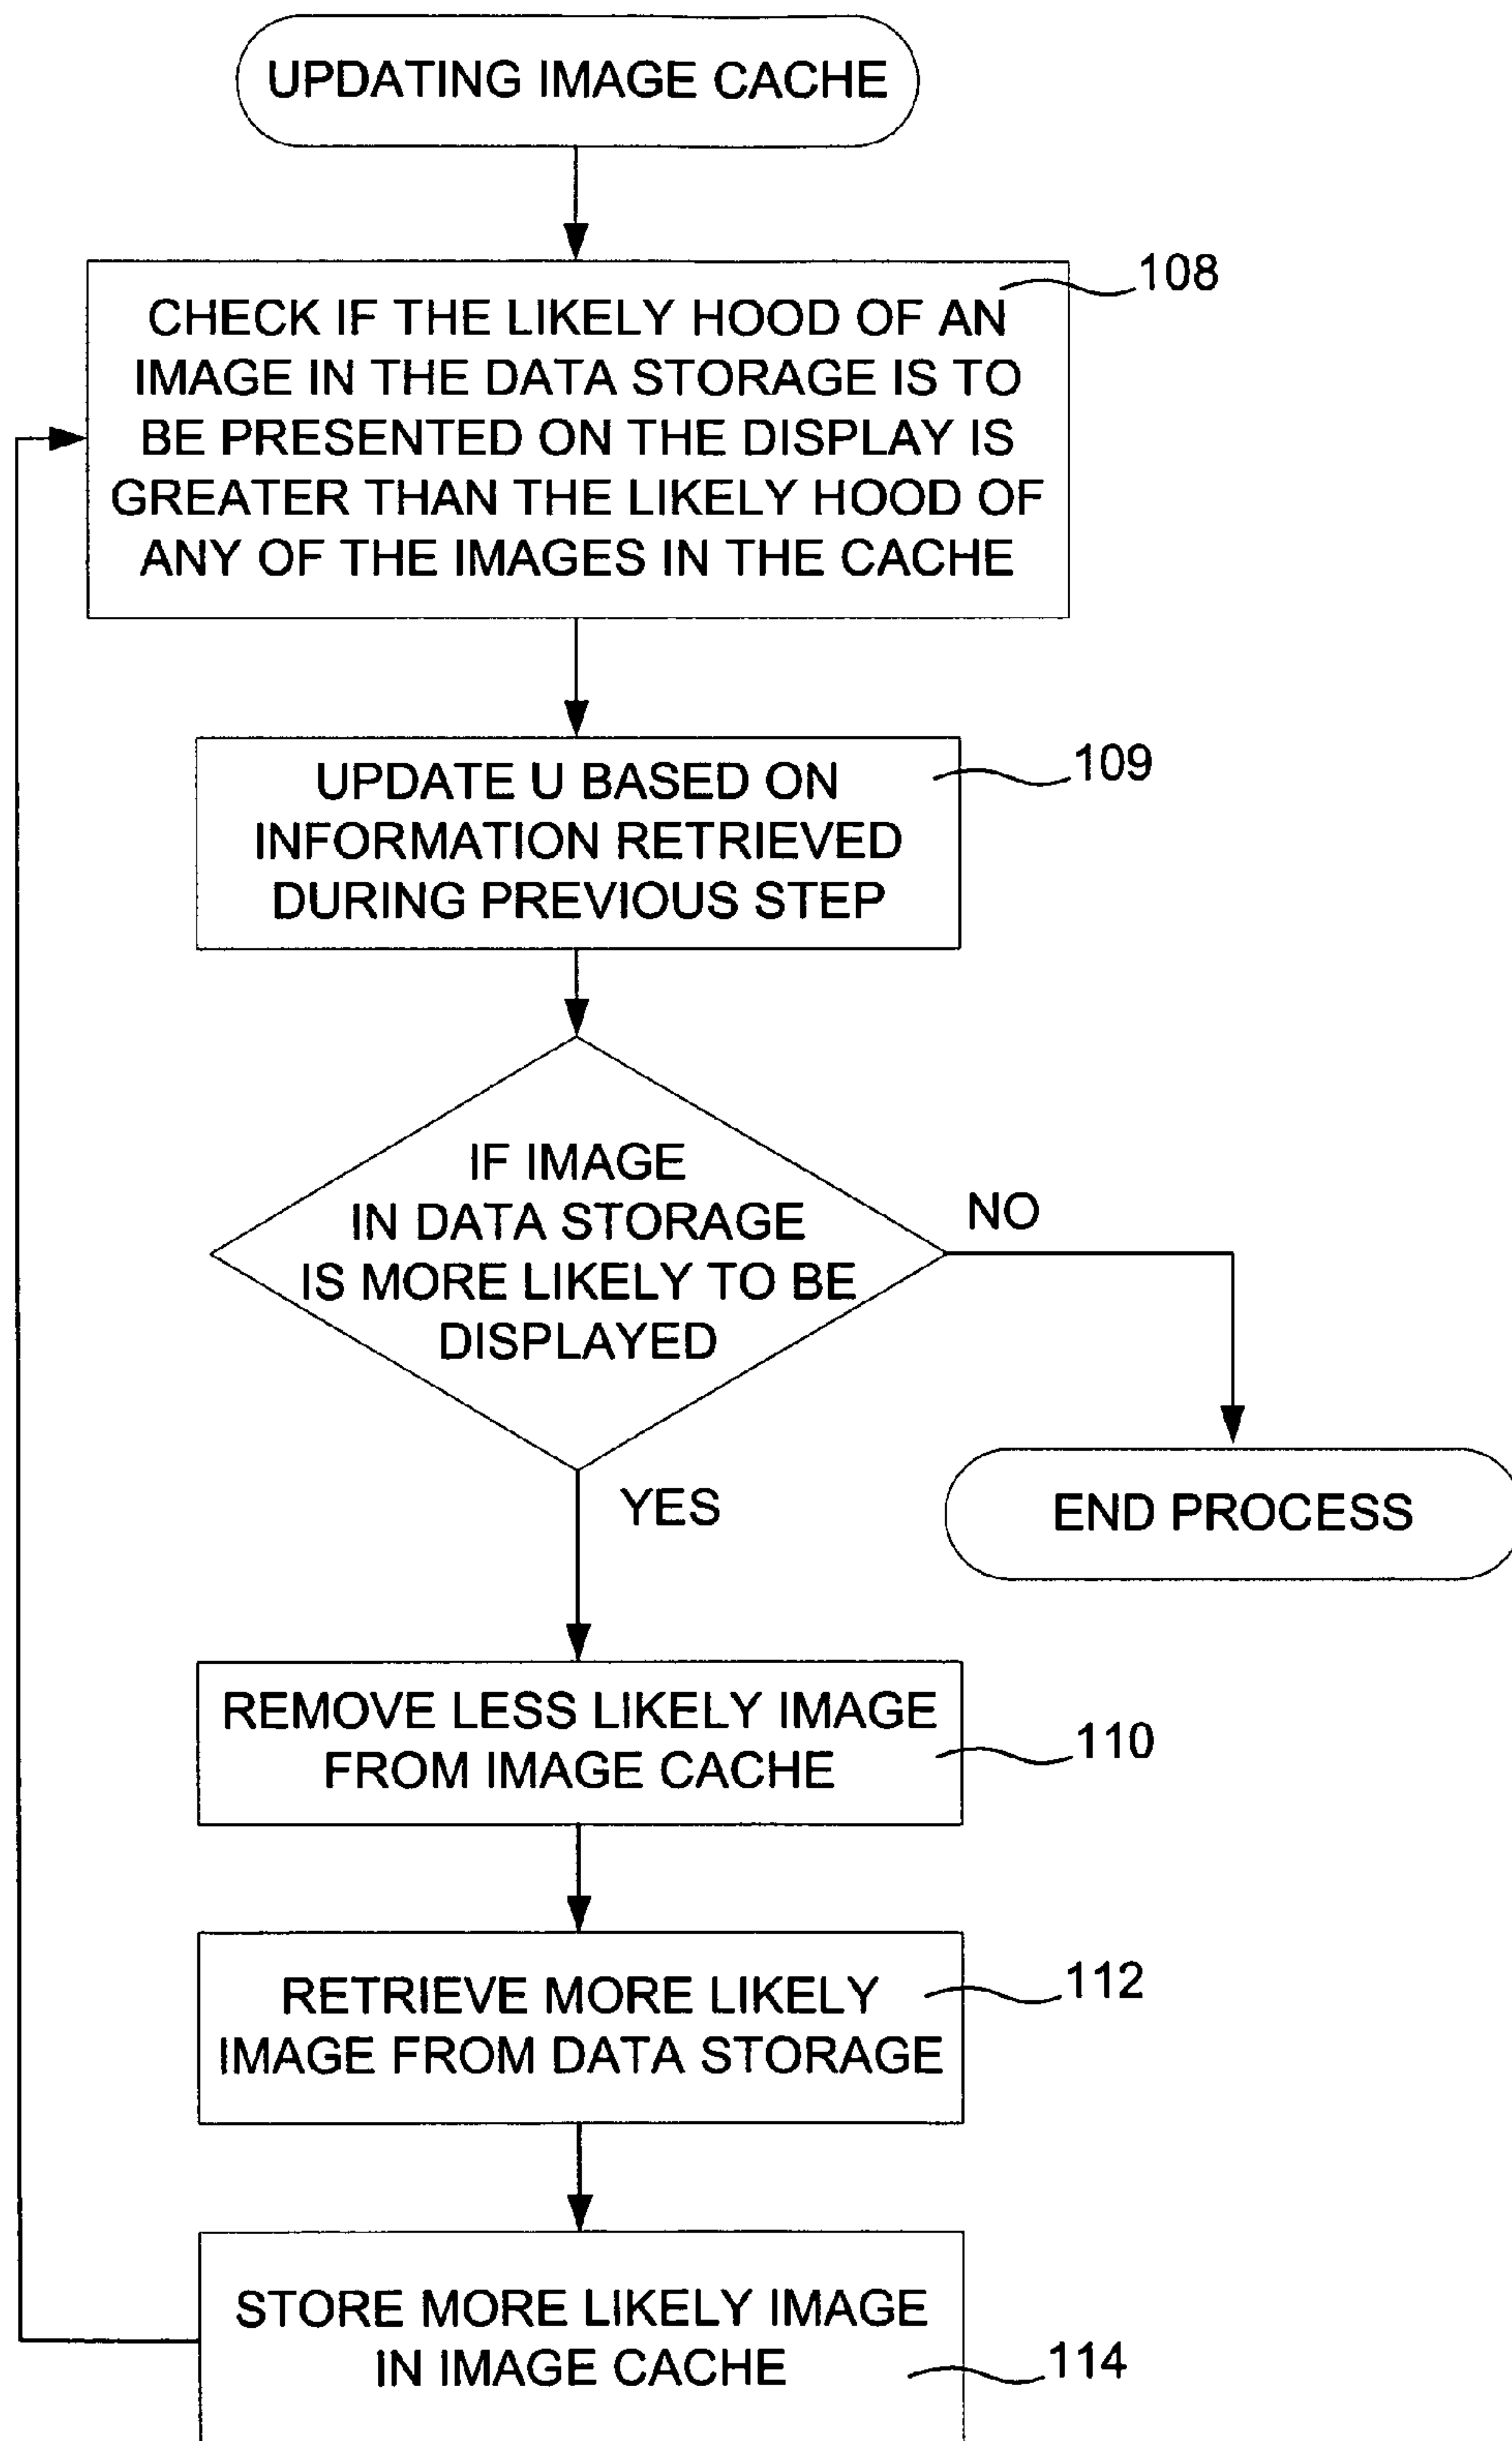 UPDATING IMAGE CACHE
108
CHECK IF THE LIKELY HOOD OF AN
IMAGE IN THE DATA STORAGE IS TO
BE PRESENTED ON THE DISPLAY IS
GREATER THAN THE LIKELY HOOD OF
ANY OF THE IMAGES IN THE CACHE
109
UPDATE U BASED ON
INFORMATION RETRIEVED
DURING PREVIOUS STEP
IF IMAGE
IN DATA STORAGE
IS MORE LIKELY TO BE
DISPLAYED
NO
YES
END PROCESS
REMOVE LESS LIKELY IMAGE
FROM IMAGE CACHE
110
RETRIEVE MORE LIKELY
IMAGE FROM DATA STORAGE
112
STORE MORE LIKELY IMAGE
IN IMAGE CACHE
114